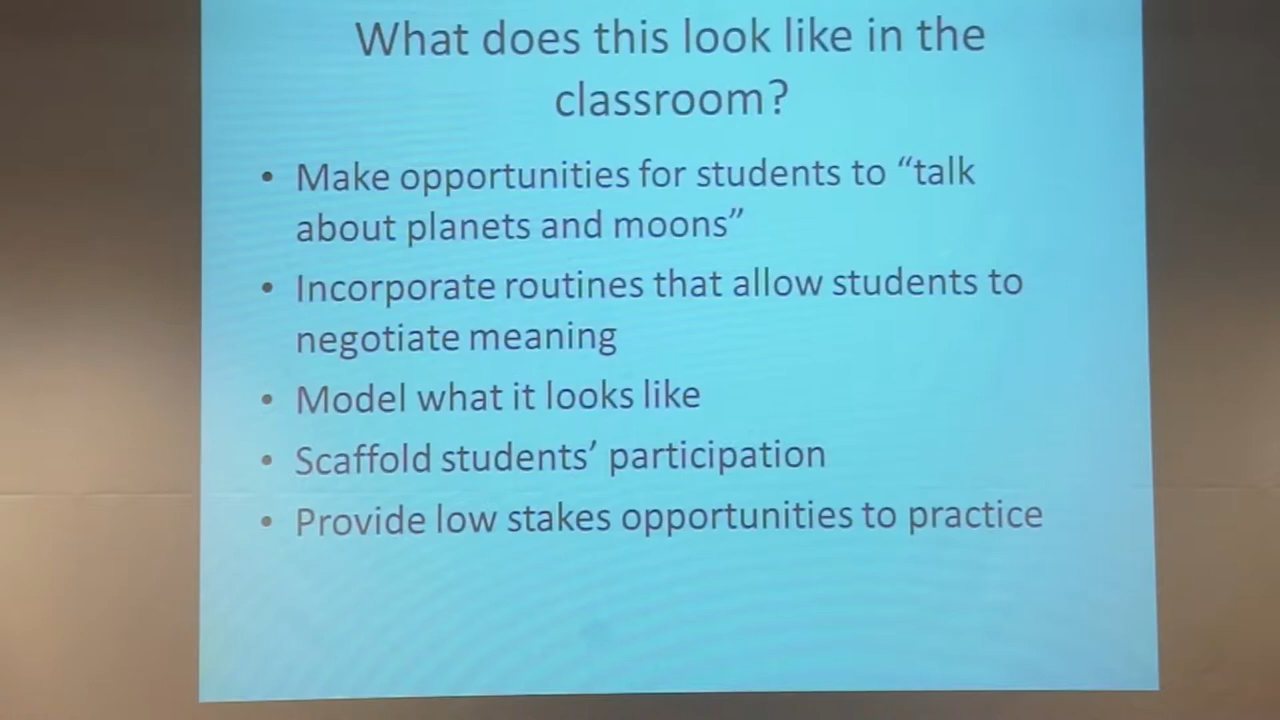 What does this look like in the
classroom?
• Make opportunities for students to “talk
about planets and moons”
• Incorporate routines that allow students to
negotiate meaning
• Model what it looks like
• Scaffold students’ participation
• Provide low stakes opportunities to practice